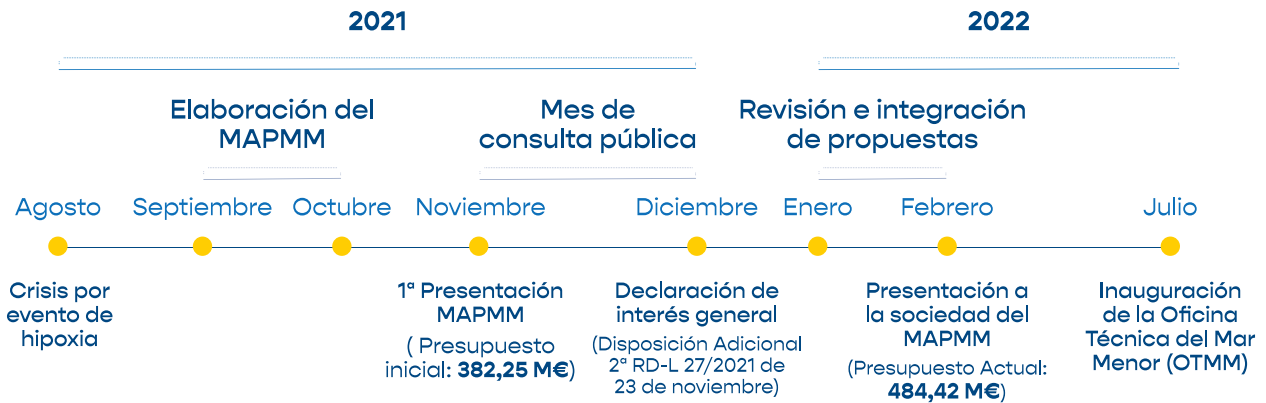 2021
2022
Elaboración del
MAPMM
Mes de
consulta pública
Revisión e integración
de propuestas
Agosto
Septiembre
Octubre
Noviembre
Diciembre
Enero
Febrero
Julio
Crisis por
evento de
hipoxia
1ª Presentación
MAPMM
( Presupuesto
inicial: 382,25 M€)
Declaración de
interés general
(Disposición Adicional
2ª RD-L 27/2021 de
23 de noviembre)
Presentación a
la sociedad del
MAPMM
(Presupuesto Actual:
484,42 M€)
Inauguración
de la Oficina
Técnica del Mar
Menor (OTMM)